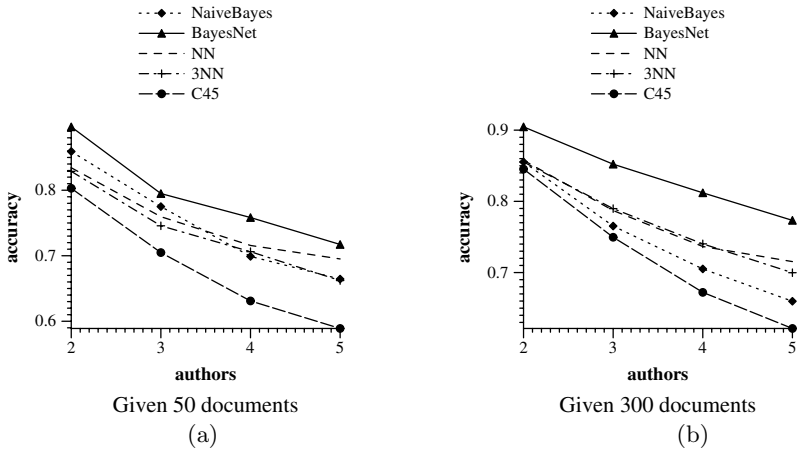 NaiveBayes
BayesNet
NN
3NN
C45
0.8
0.7
0.6
accuracy
2 3 4 5
authors
Given 50 documents
(a)
NaiveBayes
BayesNet
NN
3NN
C45
0.9
0.8
0.7
accuracy
2 3 4 5
authors
Given 300 documents
(b)